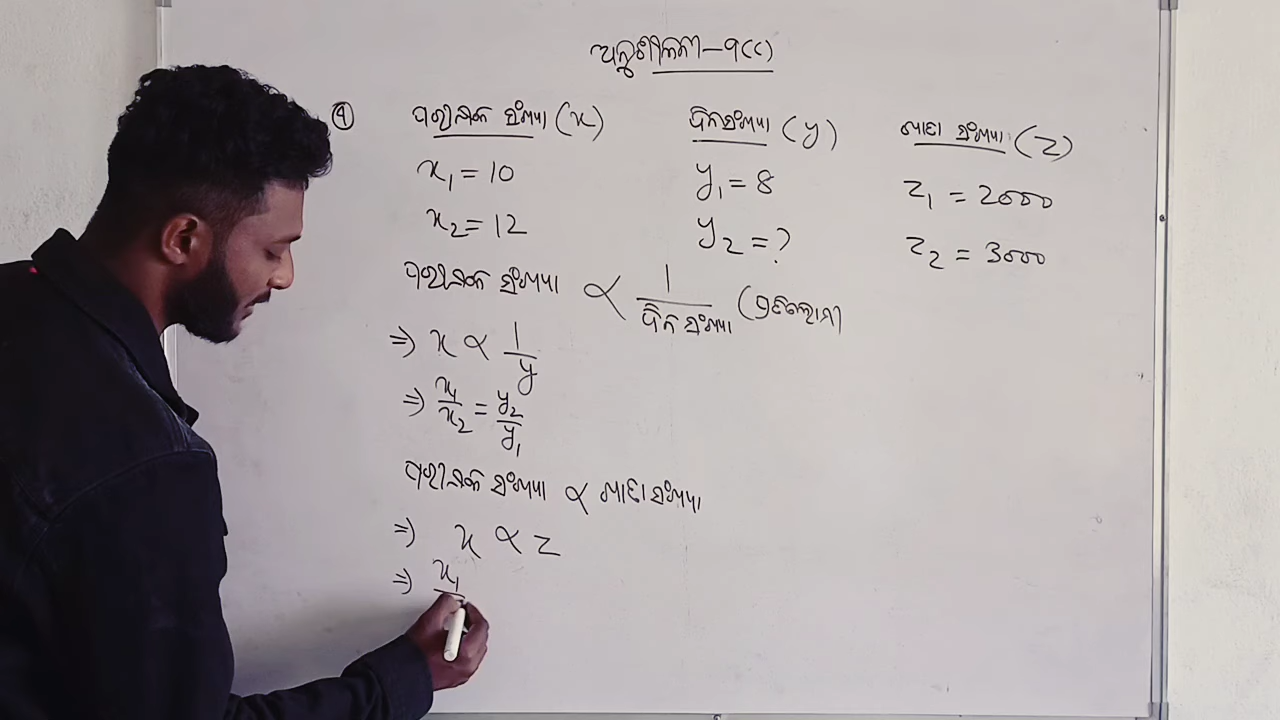 ଅନୁଶୀଳନୀ-୨(c)
୩ ପରୀକ୍ଷକ ସଂଖ୍ୟା (x) ଦିନସଂଖ୍ୟା (y) ଖାତା ସଂଖ୍ୟା (z)
x₁ = 10 y₁ = 8 z₁ = 2000
x₂ = 12 y₂ = ? z₂ = 3000
ପରୀକ୍ଷକ ସଂଖ୍ୟା ∝ 1/ଦିନ ସଂଖ୍ୟା (ପ୍ରତିଲୋମୀ
⇒ x ∝ 1/y
⇒ x₁/x₂ = y₂/y₁
ପରୀକ୍ଷକ ସଂଖ୍ୟା ∝ ଖାତା ସଂଖ୍ୟା
⇒ x ∝ z
⇒ x₁